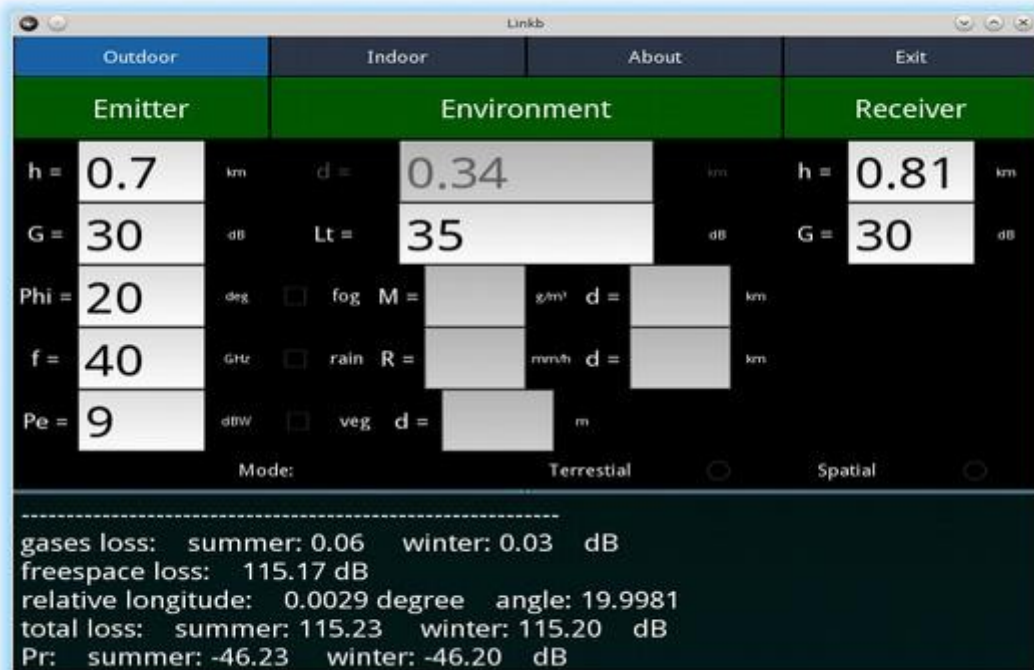 Linkb
Outdoor Indoor About Exit
Emitter Environment Receiver
h = 0.7 km d = 0.34 km h = 0.81 km
G = 30 dB Lt = 35 dB G = 30 dB
Phi = 20 deg fog M = g/m³ d = km
f = 40 GHz rain R = mm/h d = km
Pe = 9 dBW veg d = m
Mode: Terrestial Spatial
------------------------------------------------------------
gases loss: summer: 0.06 winter: 0.03 dB
freespace loss: 115.17 dB
relative longitude: 0.0029 degree angle: 19.9981
total loss: summer: 115.23 winter: 115.20 dB
Pr: summer: -46.23 winter: -46.20 dB